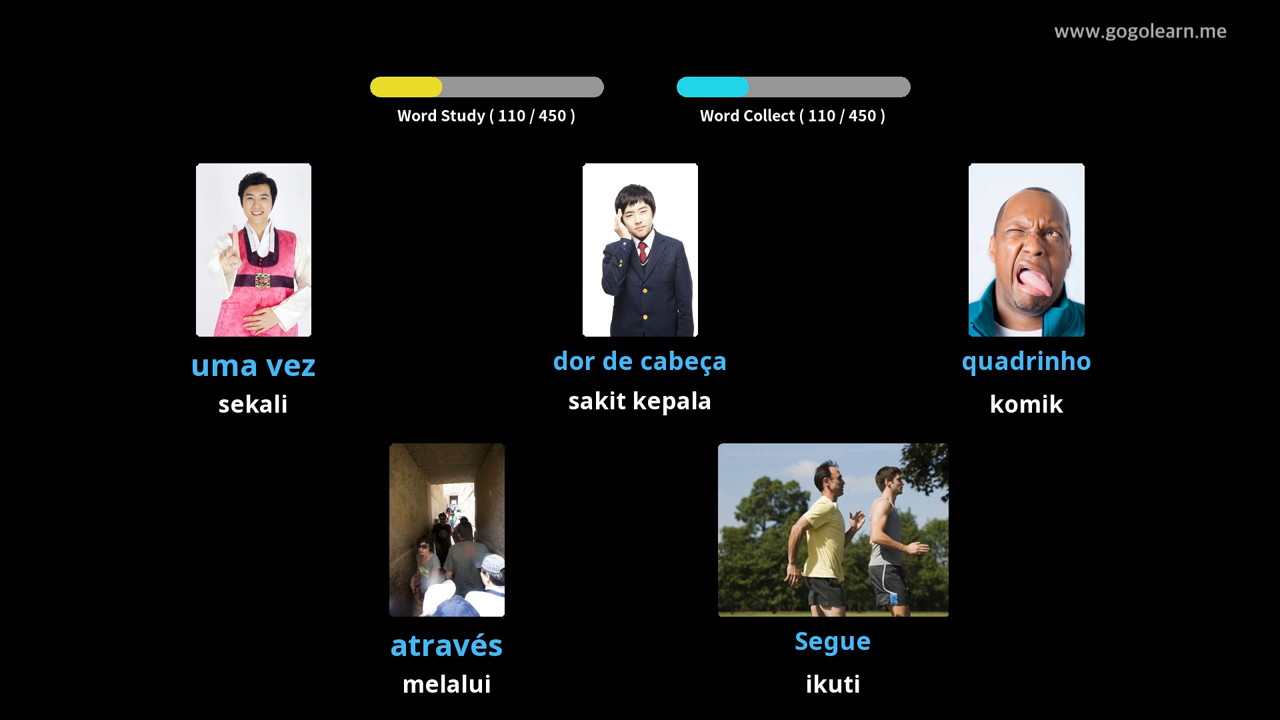 www.gogolearn.me
Word Study ( 110 / 450 )
Word Collect ( 110 / 450 )
uma vez
sekali
dor de cabeça
sakit kepala
quadrinho
komik
através
melalui
Segue
ikuti